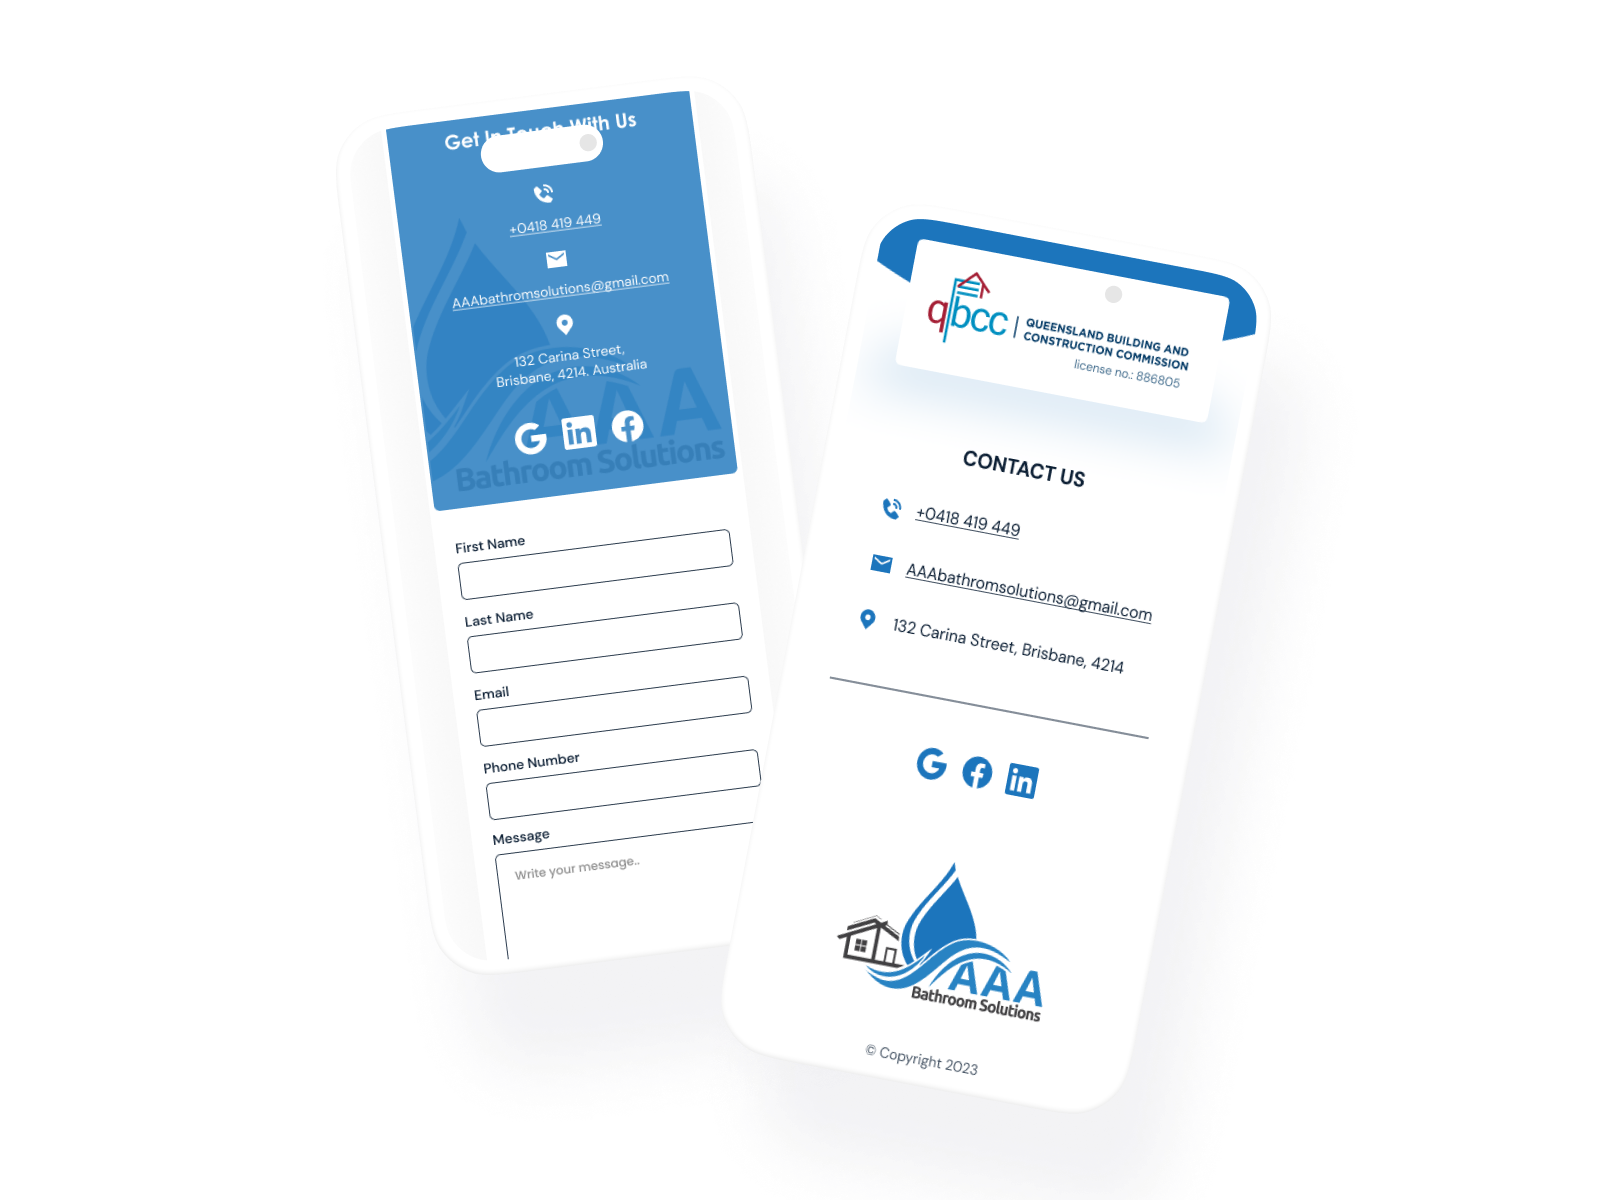 Get In Touch With Us
+0418 419 449
AAAbathromsolutions@gmail.com
132 Carina Street,
Brisbane, 4214. Australia
AAA
Bathroom Solutions
First Name
Last Name
Email
Phone Number
Message
Write your message..
qbcc
QUEENSLAND BUILDING AND
CONSTRUCTION COMMISSION
license no.: 886805
CONTACT US
+0418 419 449
AAAbathromsolutions@gmail.com
132 Carina Street, Brisbane, 4214
AAA
Bathroom Solutions
© Copyright 2023